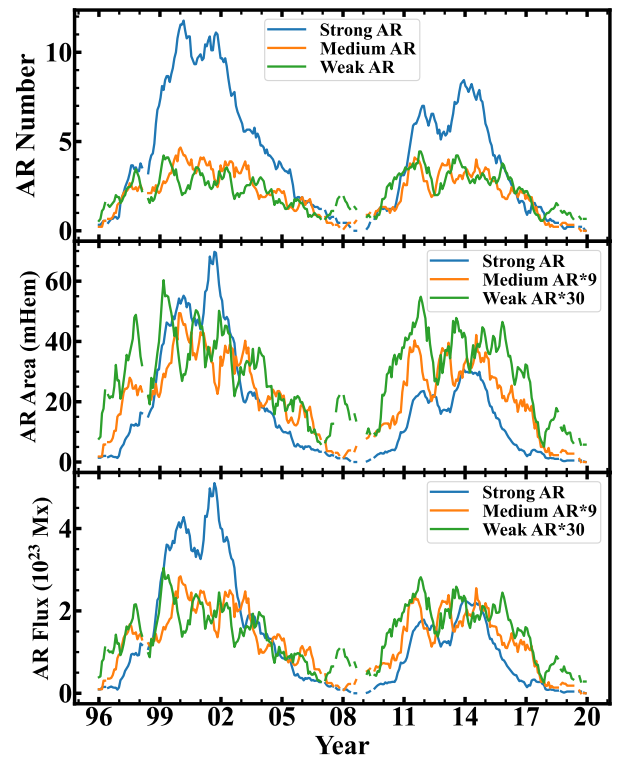 AR Number
10
5
0
Strong AR
Medium AR
Weak AR
AR Area (mHem)
60
40
20
0
Strong AR
Medium AR*9
Weak AR*30
AR Flux (10²³ Mx)
4
2
0
Strong AR
Medium AR*9
Weak AR*30
96 99 02 05 08 11 14 17 20
Year